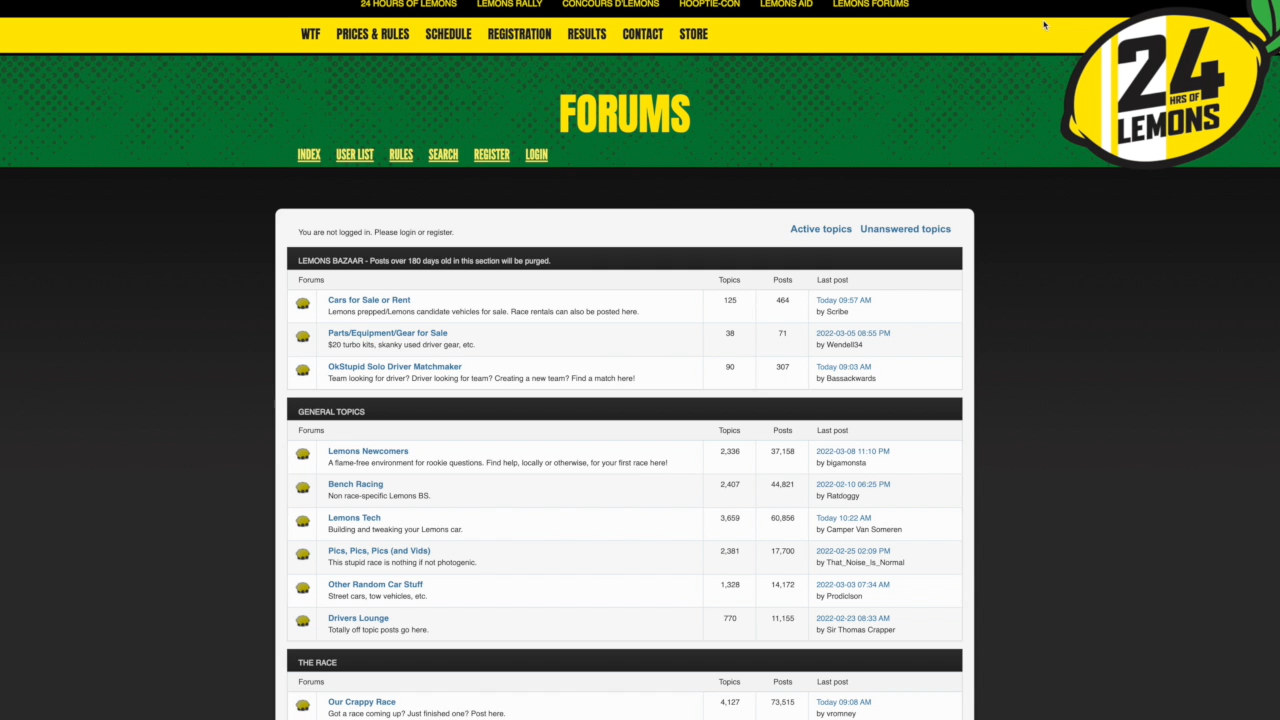 24 HOURS OF LEMONS LEMONS RALLY CONCOURS D'LEMONS HOOPTIE-CON LEMONS AID LEMONS FORUMS
WTF PRICES & RULES SCHEDULE REGISTRATION RESULTS CONTACT STORE
24
HRS OF
LEMONS
FORUMS
INDEX USER LIST RULES SEARCH REGISTER LOGIN
You are not logged in. Please login or register. Active topics Unanswered topics
LEMONS BAZAAR - Posts over 180 days old in this section will be purged.
Forums Topics Posts Last post
Cars for Sale or Rent 125 464 Today 09:57 AM
Lemons prepped/Lemons candidate vehicles for sale. Race rentals can also be posted here. by Scribe
Parts/Equipment/Gear for Sale 38 71 2022-03-05 08:55 PM
$20 turbo kits, skanky used driver gear, etc. by Wendell34
OkStupid Solo Driver Matchmaker 90 307 Today 09:03 AM
Team looking for driver? Driver looking for team? Creating a new team? Find a match here! by Bassackwards
GENERAL TOPICS
Forums Topics Posts Last post
Lemons Newcomers 2,336 37,158 2022-03-08 11:10 PM
A flame-free environment for rookie questions. Find help, locally or otherwise, for your first race here! by bigamonsta
Bench Racing 2,407 44,821 2022-02-10 06:25 PM
Non race-specific Lemons BS. by Ratdoggy
Lemons Tech 3,659 60,856 Today 10:22 AM
Building and tweaking your Lemons car. by Camper Van Someren
Pics, Pics, Pics (and Vids) 2,381 17,700 2022-02-25 02:09 PM
This stupid race is nothing if not photogenic. by That_Noise_Is_Normal
Other Random Car Stuff 1,328 14,172 2022-03-03 07:34 AM
Street cars, tow vehicles, etc. by Prodiclson
Drivers Lounge 770 11,155 2022-02-23 08:33 AM
Totally off topic posts go here. by Sir Thomas Crapper
THE RACE
Forums Topics Posts Last post
Our Crappy Race 4,127 73,515 Today 09:08 AM
Got a race coming up? Just finished one? Post here. by vromney